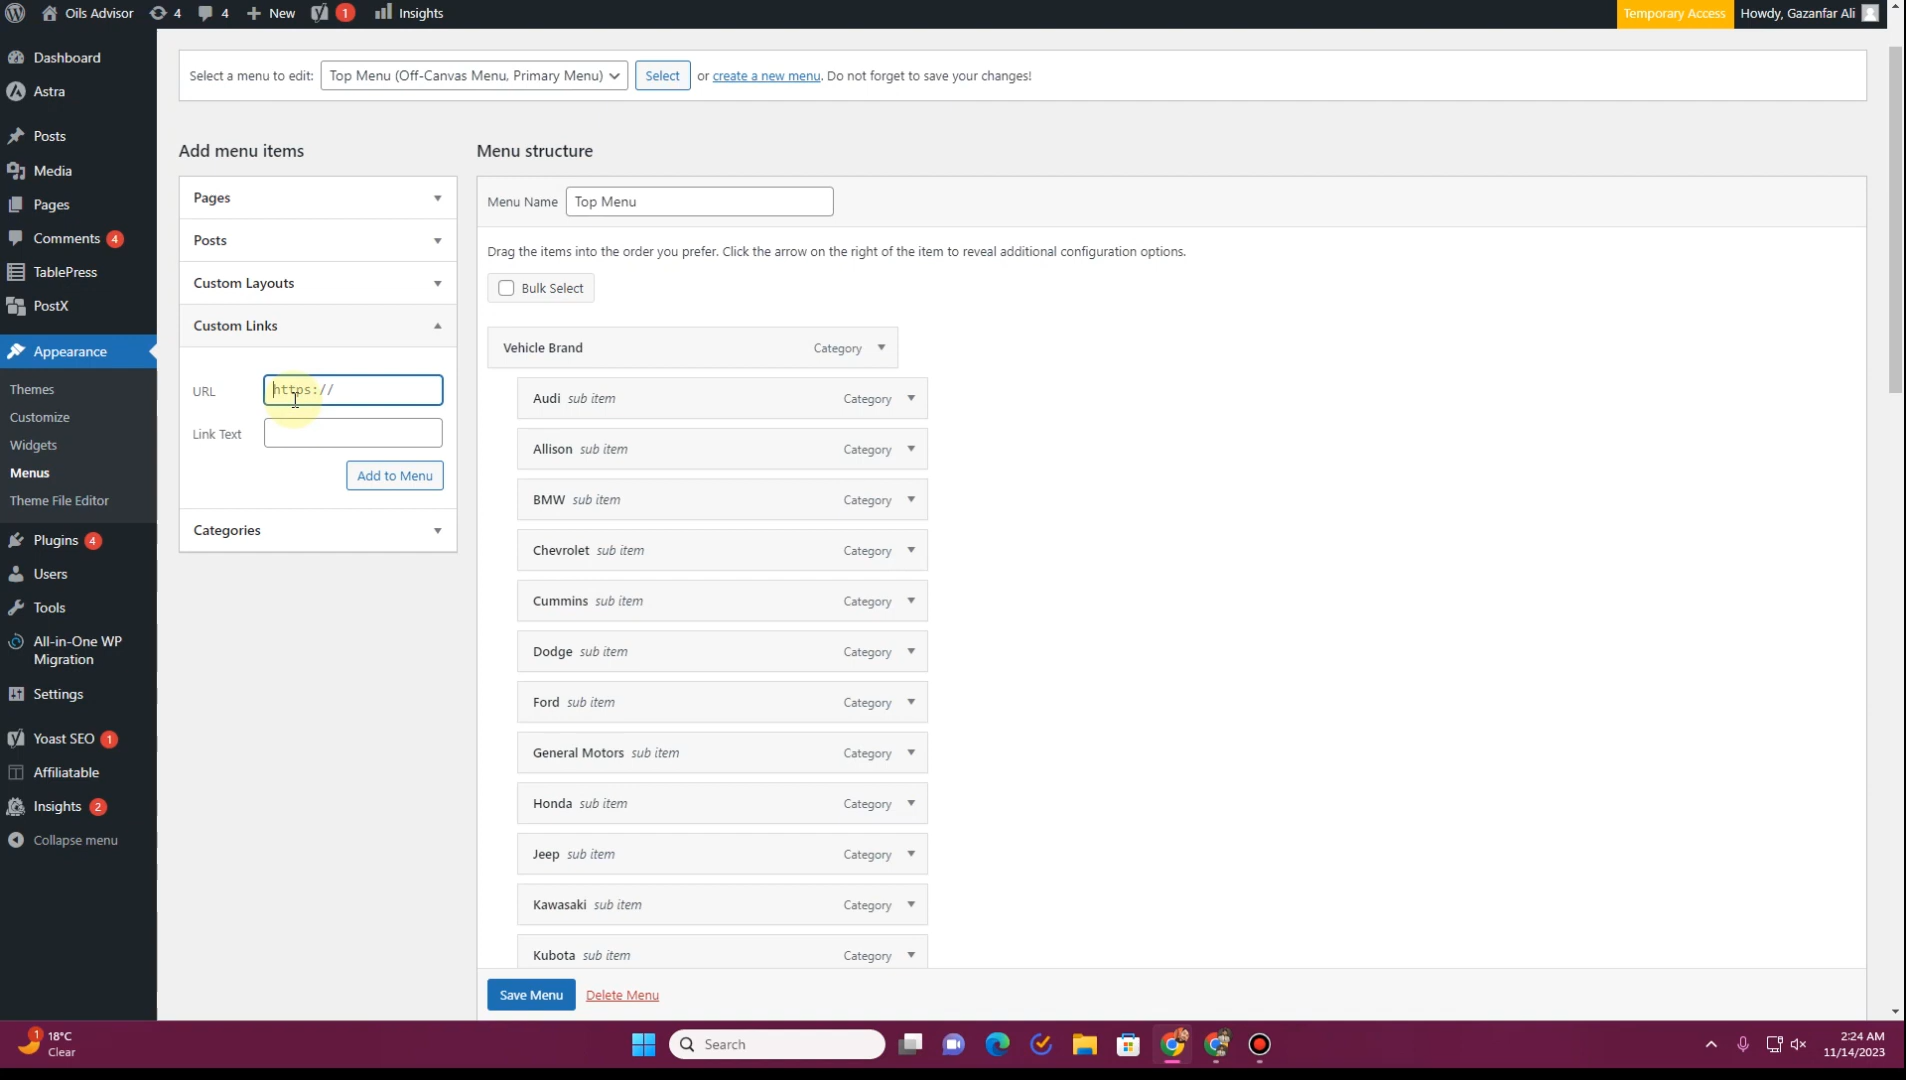 Oils Advisor 4 4 New 1 Insights Temporary Access Howdy, Gazanfar Ali
Dashboard
Astra
Posts
Media
Pages
Comments 4
TablePress
PostX
Appearance
Themes
Customize
Widgets
Menus
Theme File Editor
Plugins 4
Users
Tools
All-in-One WP
Migration
Settings
Yoast SEO 1
Affiliatable
Insights 2
Collapse menu
Select a menu to edit: Top Menu (Off-Canvas Menu, Primary Menu) Select or create a new menu. Do not forget to save your changes!
Add menu items
Pages
Posts
Custom Layouts
Custom Links
URL https://
Link Text
Add to Menu
Categories
Menu structure
Menu Name Top Menu
Drag the items into the order you prefer. Click the arrow on the right of the item to reveal additional configuration options.
Bulk Select
Vehicle Brand Category
Audi sub item Category
Allison sub item Category
BMW sub item Category
Chevrolet sub item Category
Cummins sub item Category
Dodge sub item Category
Ford sub item Category
General Motors sub item Category
Honda sub item Category
Jeep sub item Category
Kawasaki sub item Category
Kubota sub item Category
Save Menu Delete Menu
1
18°C
Clear
Search
2:24 AM
11/14/2023